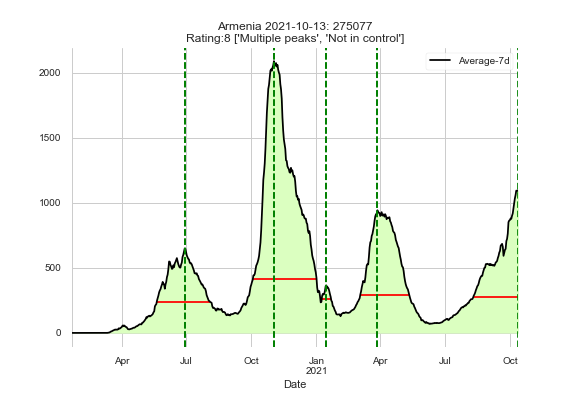 Armenia 2021-10-13: 275077
Rating:8 ['Multiple peaks', 'Not in control']
Average-7d
2000
1500
1000
500
0
Apr Jul Oct Jan Apr Jul Oct
2021
Date